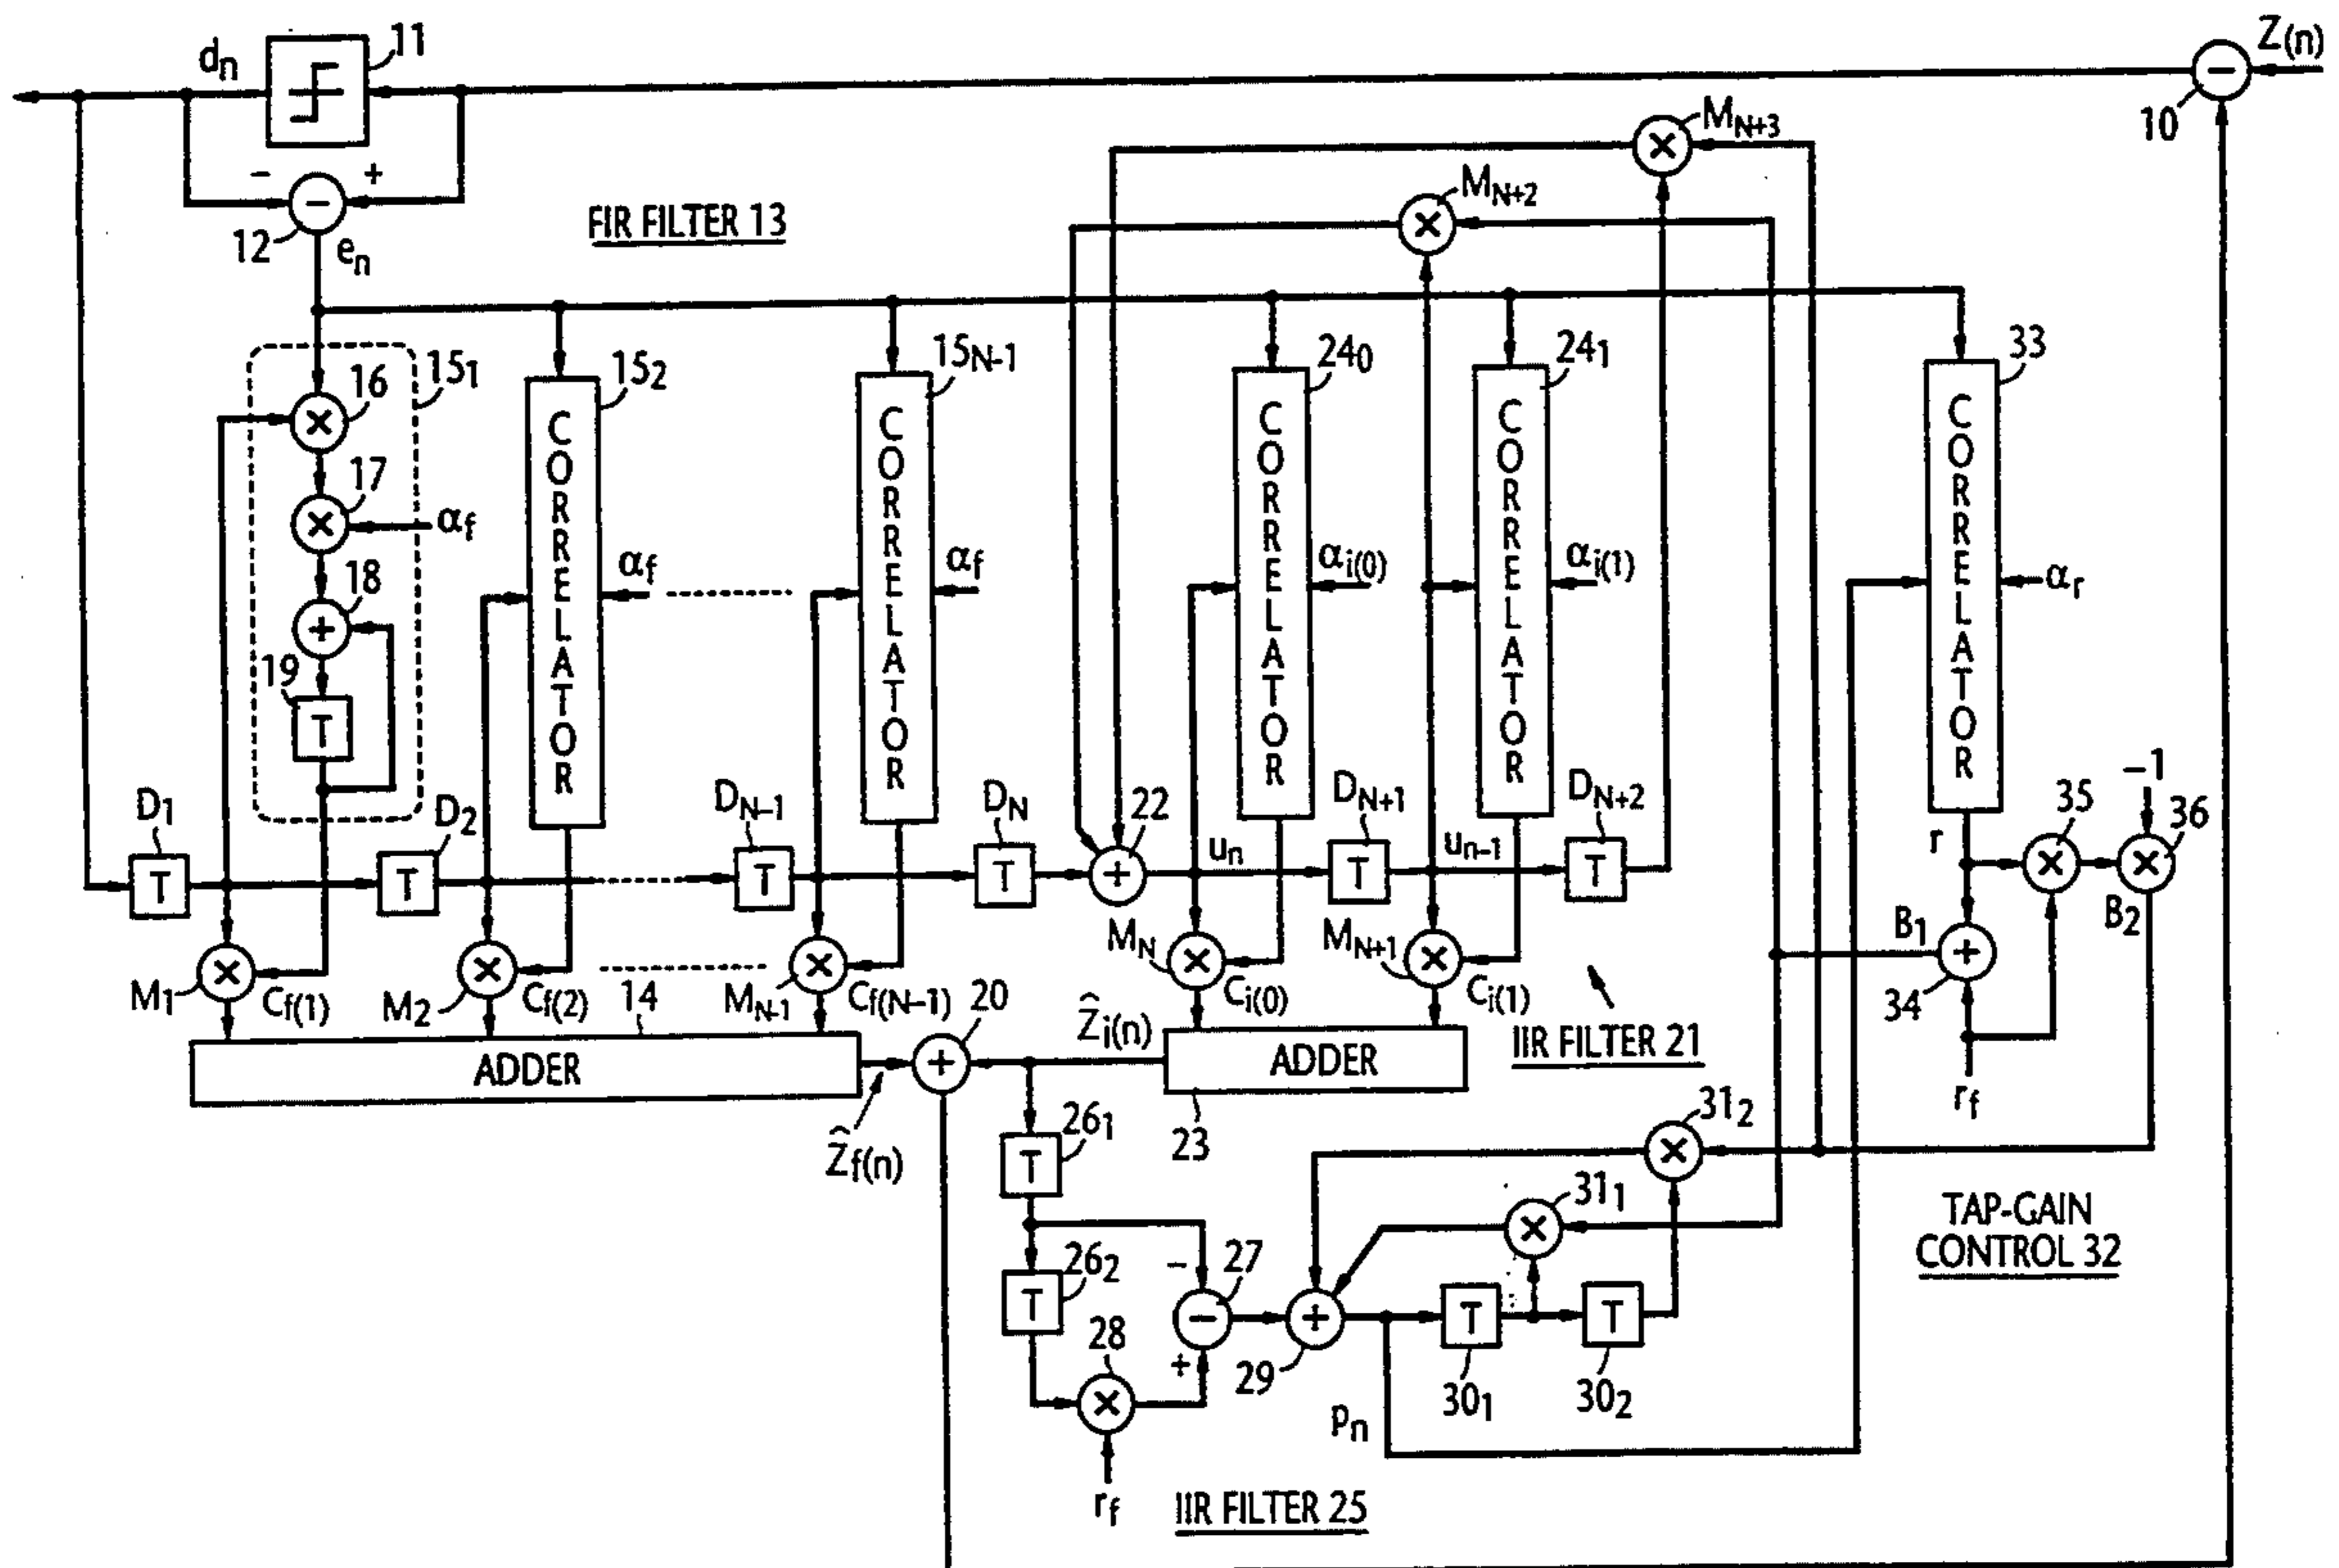 dn
11
Z(n)
10
MN+3
MN+2
- +
12
en
FIR FILTER 13
16
151
152
15N-1
240
241
33
17
αf
18
19
T
CORRELATOR
αf
CORRELATOR
αf
CORRELATOR
αi(0)
CORRELATOR
αi(1)
CORRELATOR
αr
D1
T
D2
T
DN-1
T
DN
T
22
un
DN+1
T
un-1
DN+2
T
r
35
-1
36
B1
B2
34
rf
M1
Cf(1)
M2
Cf(2)
14
MN-1
Cf(N-1)
20
MN
Ci(0)
MN+1
Ci(1)
IIR FILTER 21
ADDER
Ẑf(n)
Ẑi(n)
ADDER
23
261
T
262
T
28
rf
-
27
+
29
pn
311
312
T
301
T
302
TAP-GAIN
CONTROL 32
IIR FILTER 25